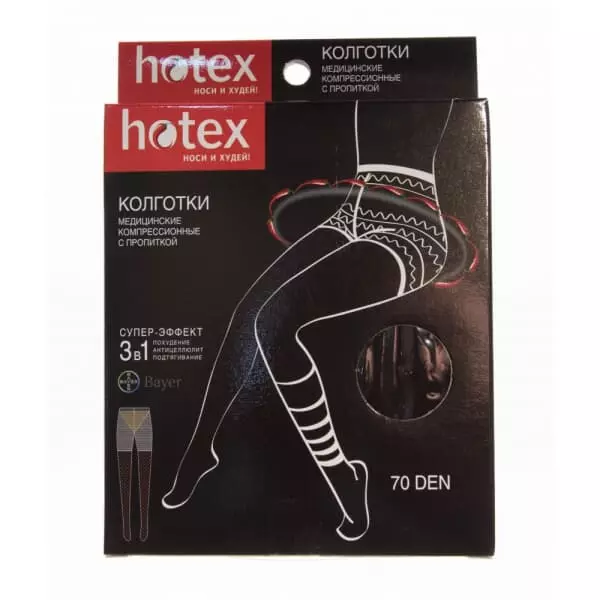 hotex
НОСИ И ХУДЕЙ!
КОЛГОТКИ
МЕДИЦИНСКИЕ
КОМПРЕССИОННЫЕ
С ПРОПИТКОЙ
hotex
НОСИ И ХУДЕЙ!
КОЛГОТКИ
МЕДИЦИНСКИЕ
КОМПРЕССИОННЫЕ
С ПРОПИТКОЙ
СУПЕР-ЭФФЕКТ
3в1
ПОХУДЕНИЕ
АНТИЦЕЛЛЮЛИТ
ПОДТЯГИВАНИЕ
BAYER
Bayer
70 DEN